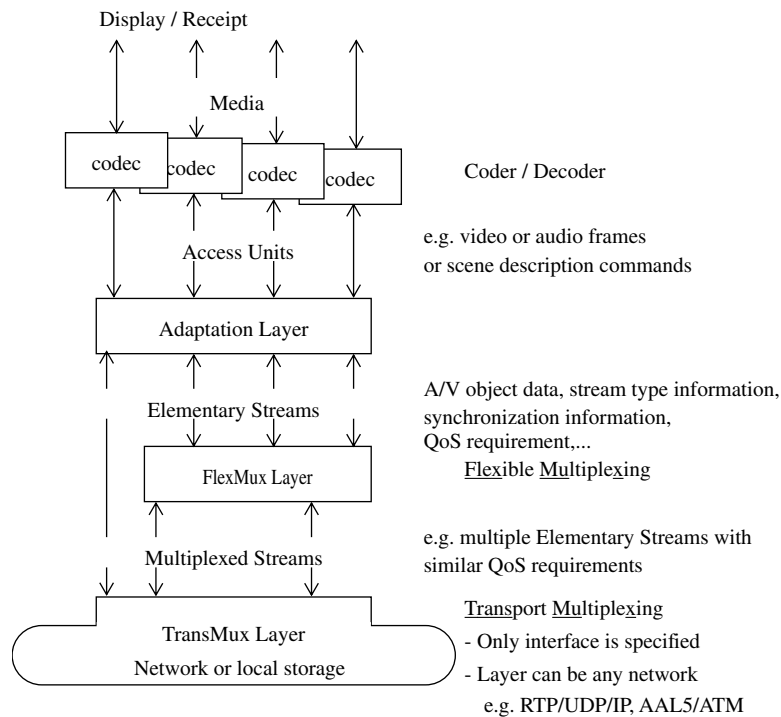 Display / Receipt
Media
codec
codec
codec
codec
Coder / Decoder
Access Units
e.g. video or audio frames
or scene description commands
Adaptation Layer
A/V object data, stream type information,
synchronization information,
QoS requirement,...
Elementary Streams
FlexMux Layer
Flexible Multiplexing
e.g. multiple Elementary Streams with
similar QoS requirements
Multiplexed Streams
Transport Multiplexing
TransMux Layer
- Only interface is specified
Network or local storage
- Layer can be any network
e.g. RTP/UDP/IP, AAL5/ATM